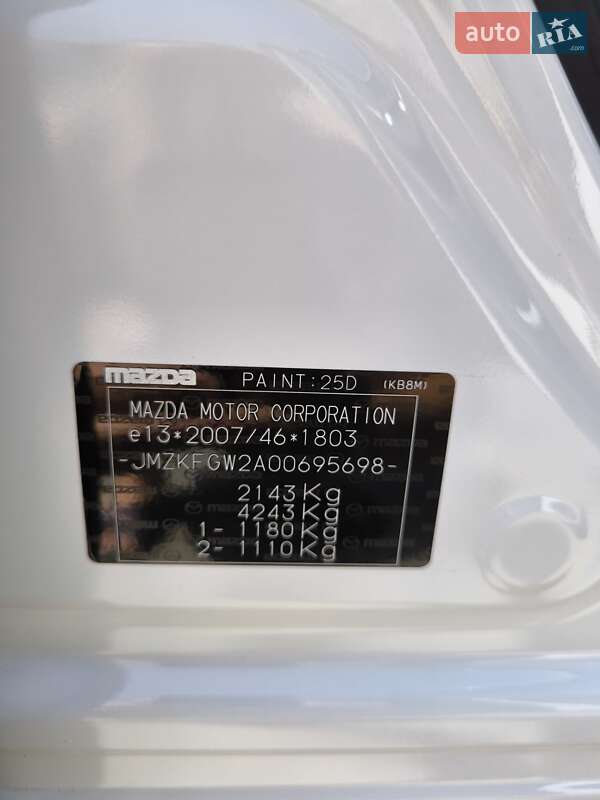 auto RIA.com
mazda PAINT:25D (KB8M)
MAZDA MOTOR CORPORATION
e13*2007/46*1803
-JMZKFGW2A00695698-
2143Kg
4243Kg
1- 1180Kg
2- 1110Kg